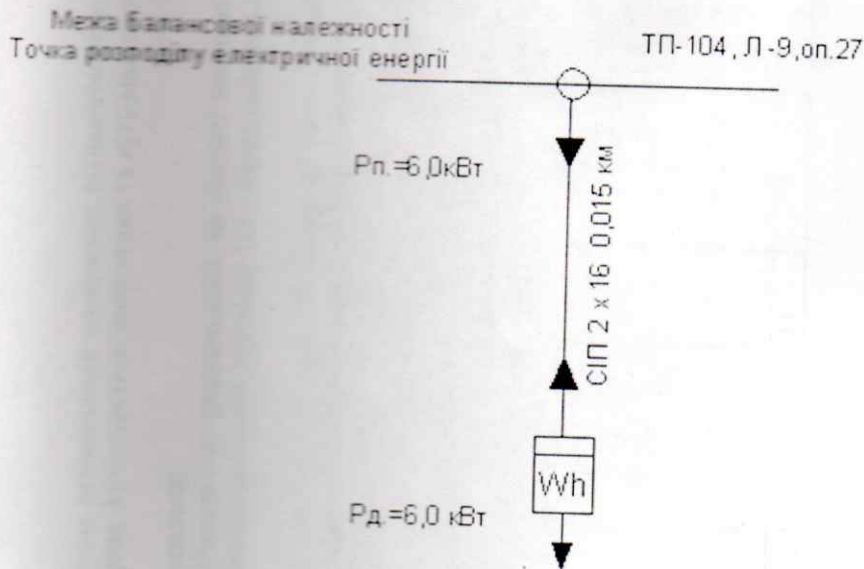 Межа балансової належності
Точка розподілу електричної енергії
ТП-104, Л-9, оп.27
Рп.=6,0кВт
СІП 2 х 16 0,015 км
Wh
Рд.=6,0 кВт